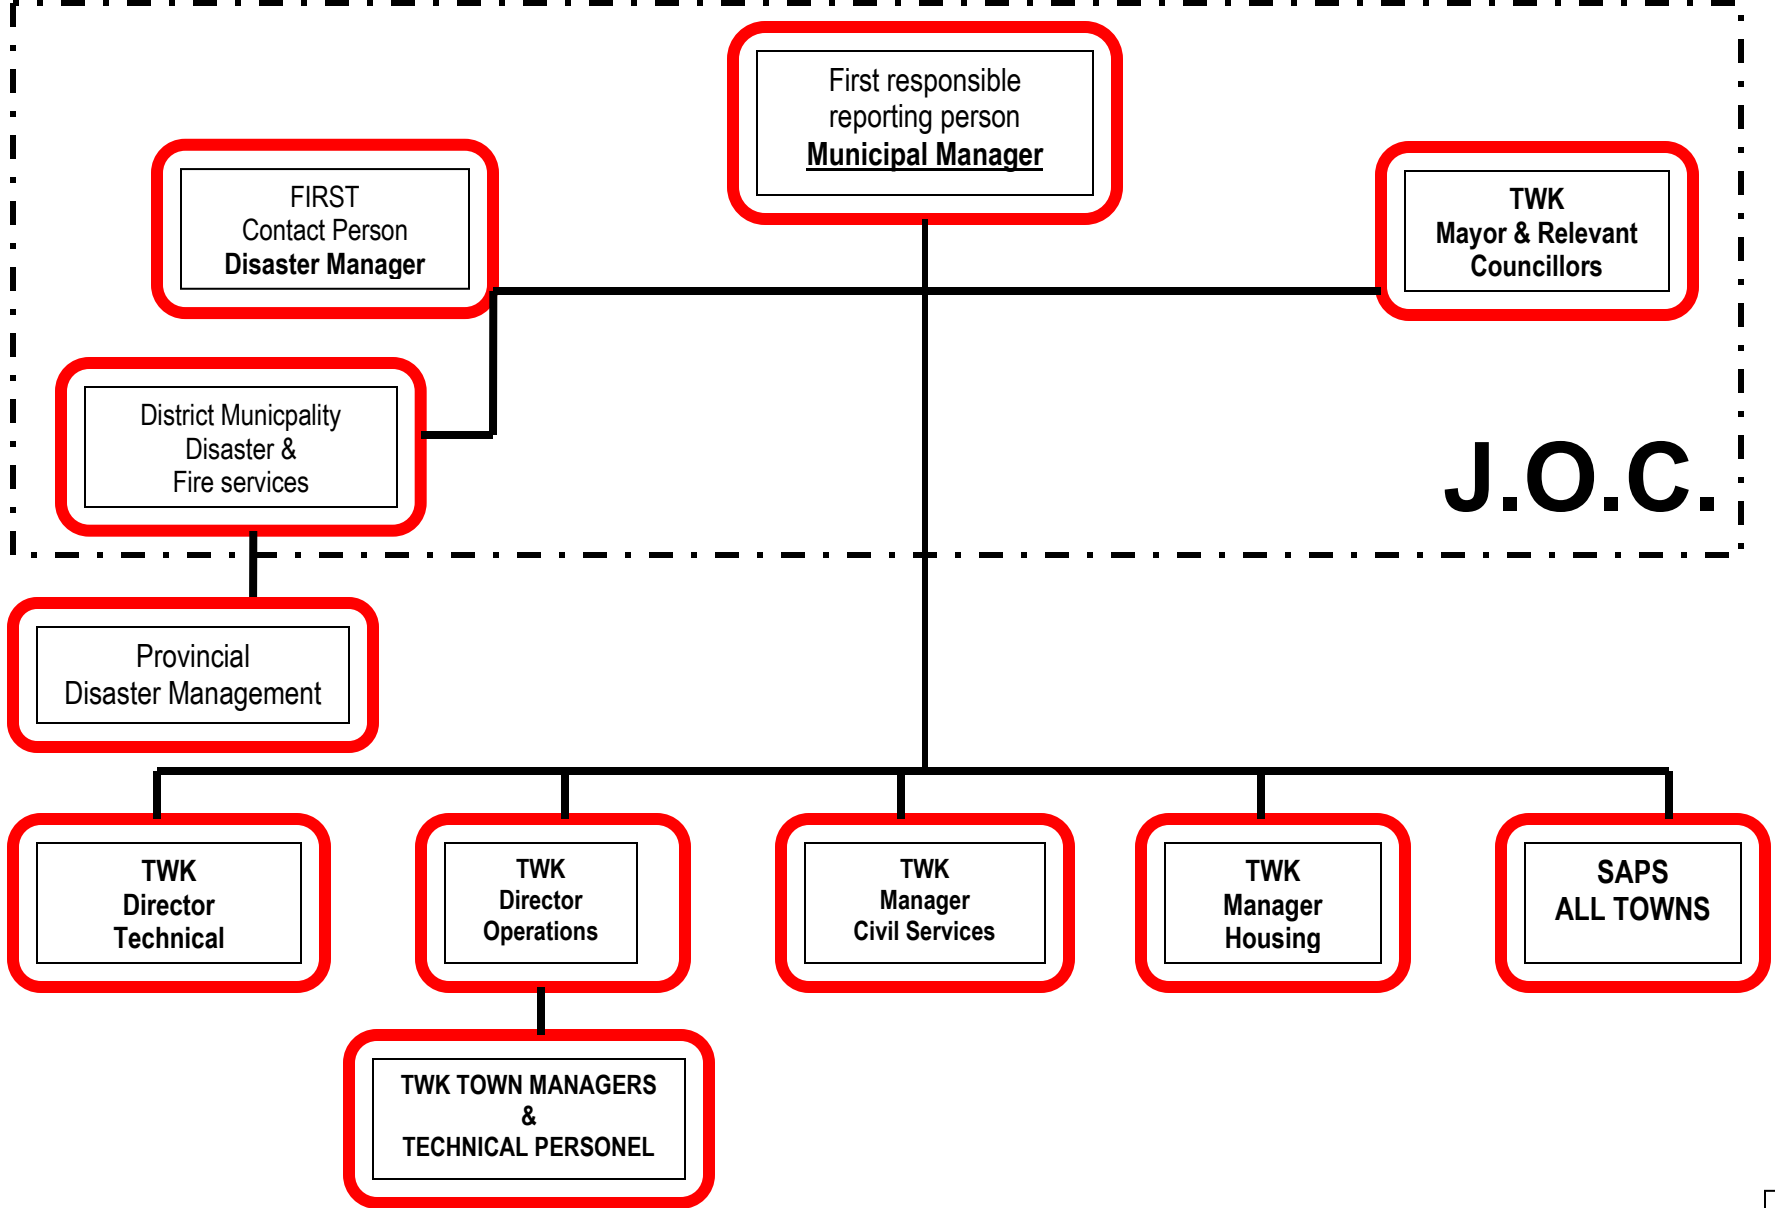 First responsible
reporting person
Municipal Manager
FIRST
Contact Person
Disaster Manager
TWK
Mayor & Relevant
Councillors
District Municpality
Disaster &
Fire services
J.O.C.
Provincial
Disaster Management
TWK
Director
Technical
TWK
Director
Operations
TWK
Manager
Civil Services
TWK
Manager
Housing
SAPS
ALL TOWNS
TWK TOWN MANAGERS
&
TECHNICAL PERSONEL